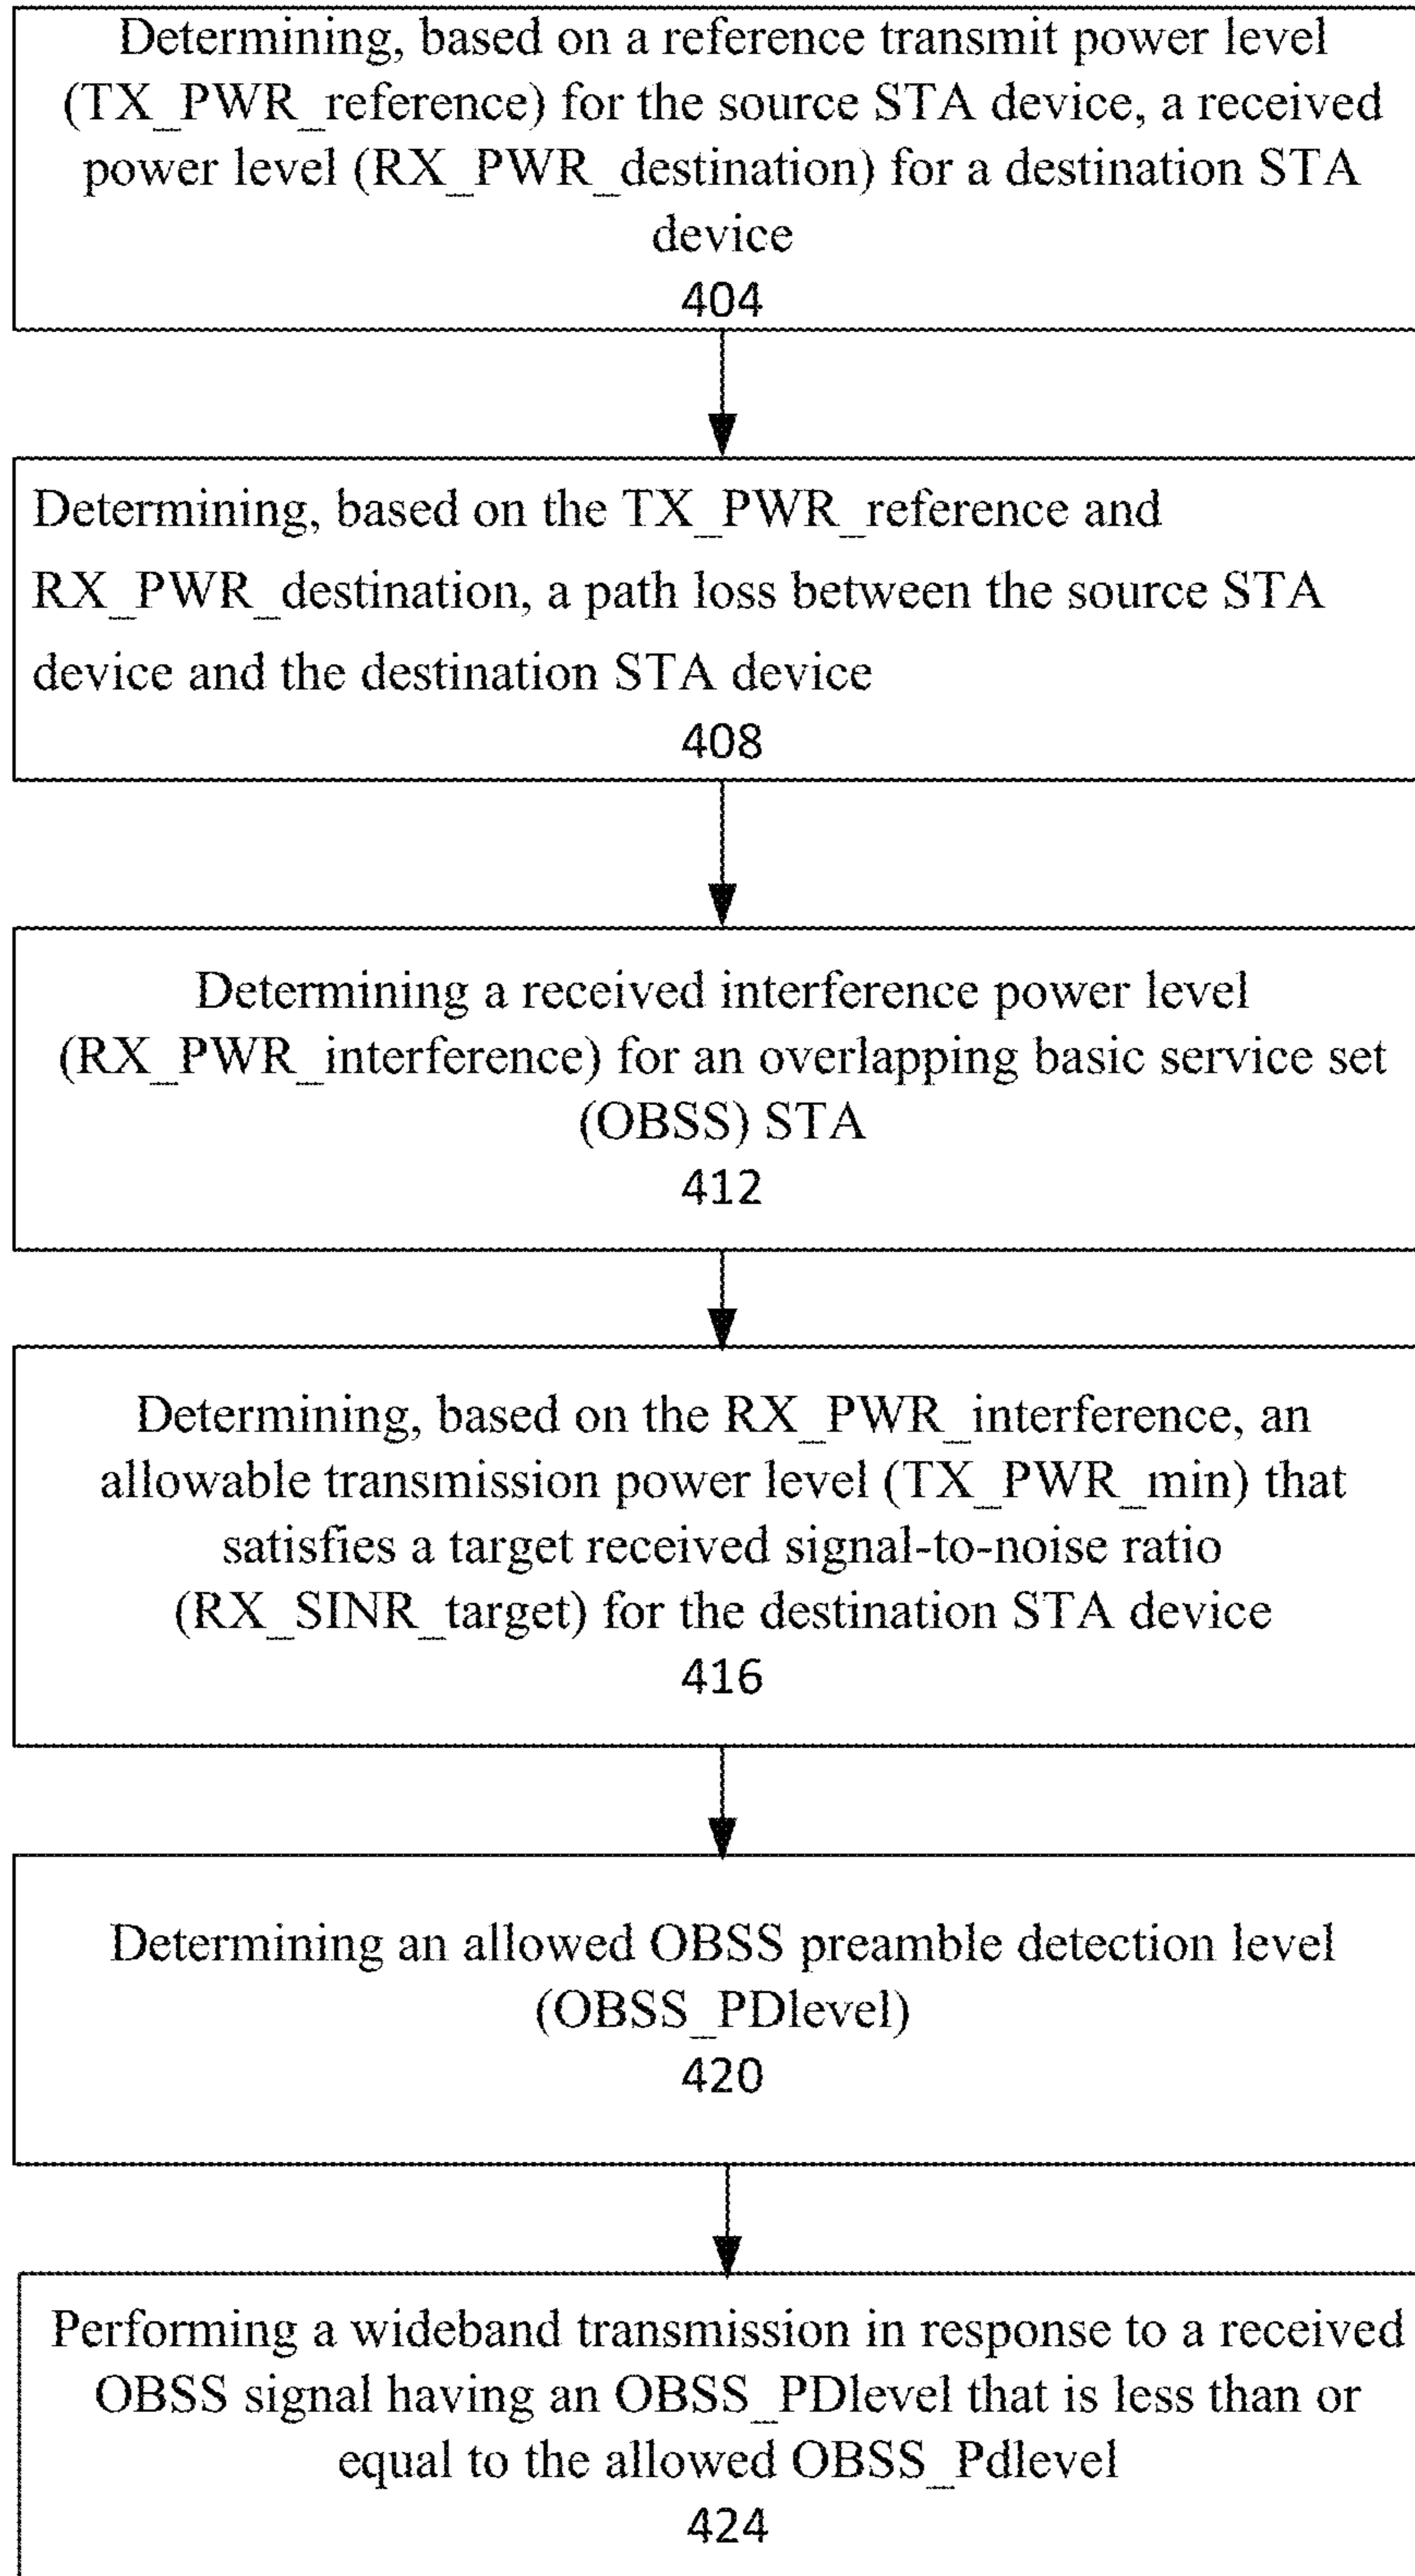 Determining, based on a reference transmit power level
(TX_PWR_reference) for the source STA device, a received
power level (RX_PWR_destination) for a destination STA
device
404
Determining, based on the TX_PWR_reference and
RX_PWR_destination, a path loss between the source STA
device and the destination STA device
408
Determining a received interference power level
(RX_PWR_interference) for an overlapping basic service set
(OBSS) STA
412
Determining, based on the RX_PWR_interference, an
allowable transmission power level (TX_PWR_min) that
satisfies a target received signal-to-noise ratio
(RX_SINR_target) for the destination STA device
416
Determining an allowed OBSS preamble detection level
(OBSS_PDlevel)
420
Performing a wideband transmission in response to a received
OBSS signal having an OBSS_PDlevel that is less than or
equal to the allowed OBSS_Pdlevel
424